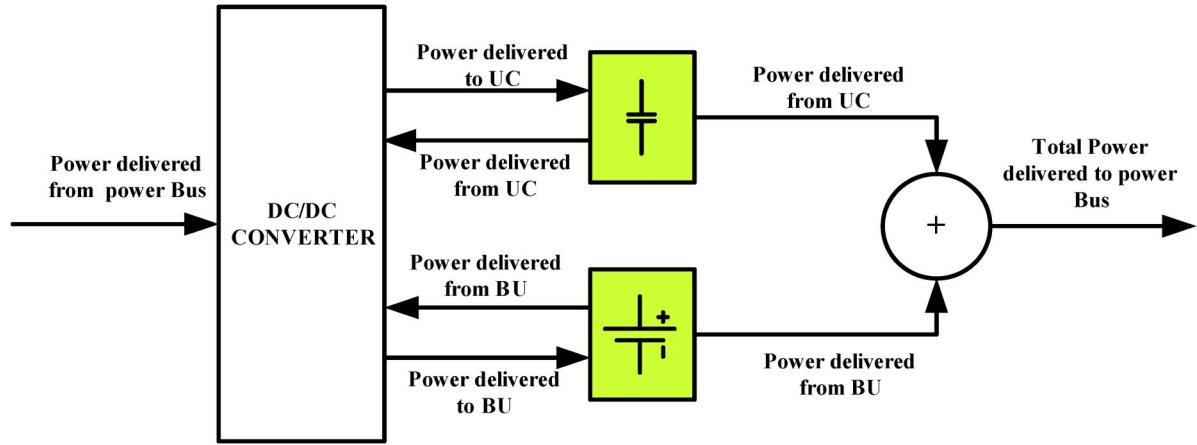 Power delivered
from power Bus
DC/DC
CONVERTER
Power delivered
to UC
Power delivered
from UC
Power delivered
from BU
Power delivered
to BU
+
Power delivered
from UC
Power delivered
from BU
+
Total Power
delivered to power
Bus